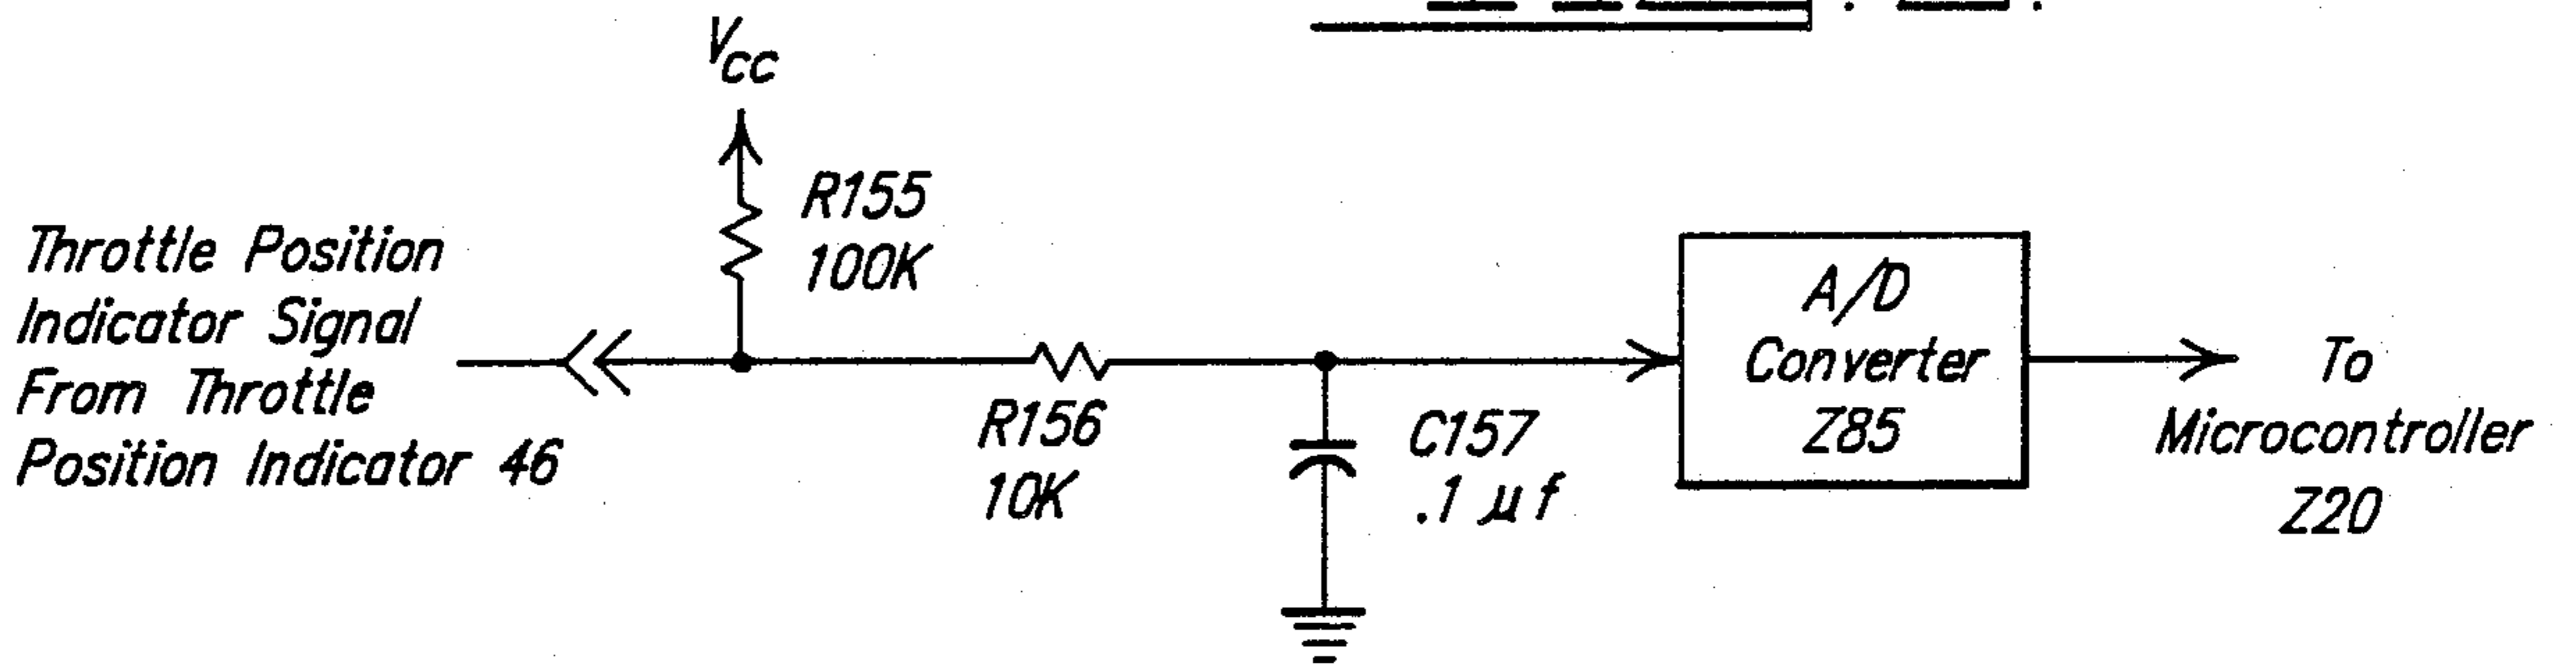 Vcc
R155
100K
Throttle Position
Indicator Signal
From Throttle
Position Indicator 46
R156
10K
C157
.1 µf
A/D
Converter
Z85
To
Microcontroller
Z20